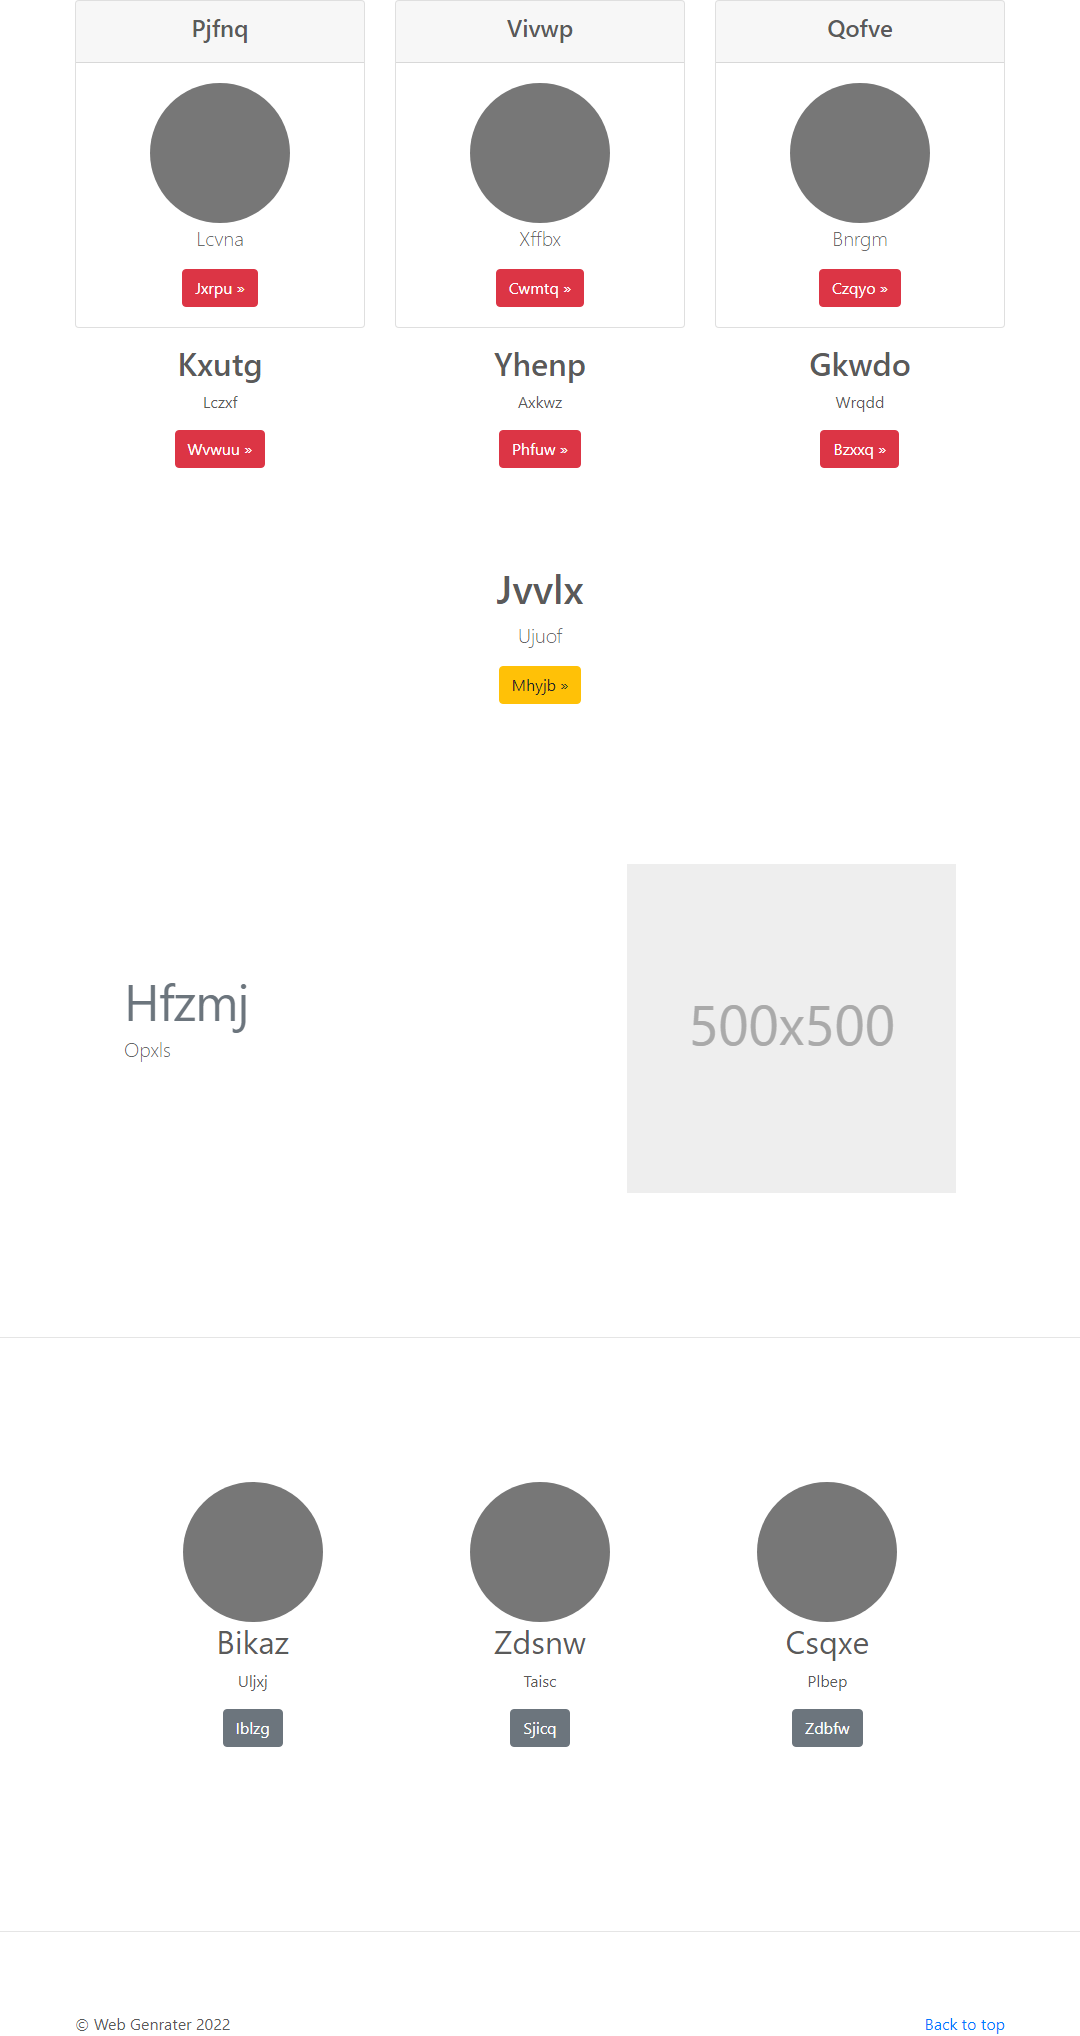 Pjfnq
Vivwp
Qofve
Lcvna
Xffbx
Bnrgm
Jxrpu »
Cwmtq »
Czqyo »
Kxutg
Yhenp
Gkwdo
Lczxf
Axkwz
Wrqdd
Wvwuu »
Phfuw »
Bzxxq »
Jvvlx
Ujuof
Mhyjb »
Hfzmj
Opxls
500x500
Bikaz
Zdsnw
Csqxe
Uljxj
Taisc
Plbep
Iblzg
Sjicq
Zdbfw
© Web Genrater 2022
Back to top